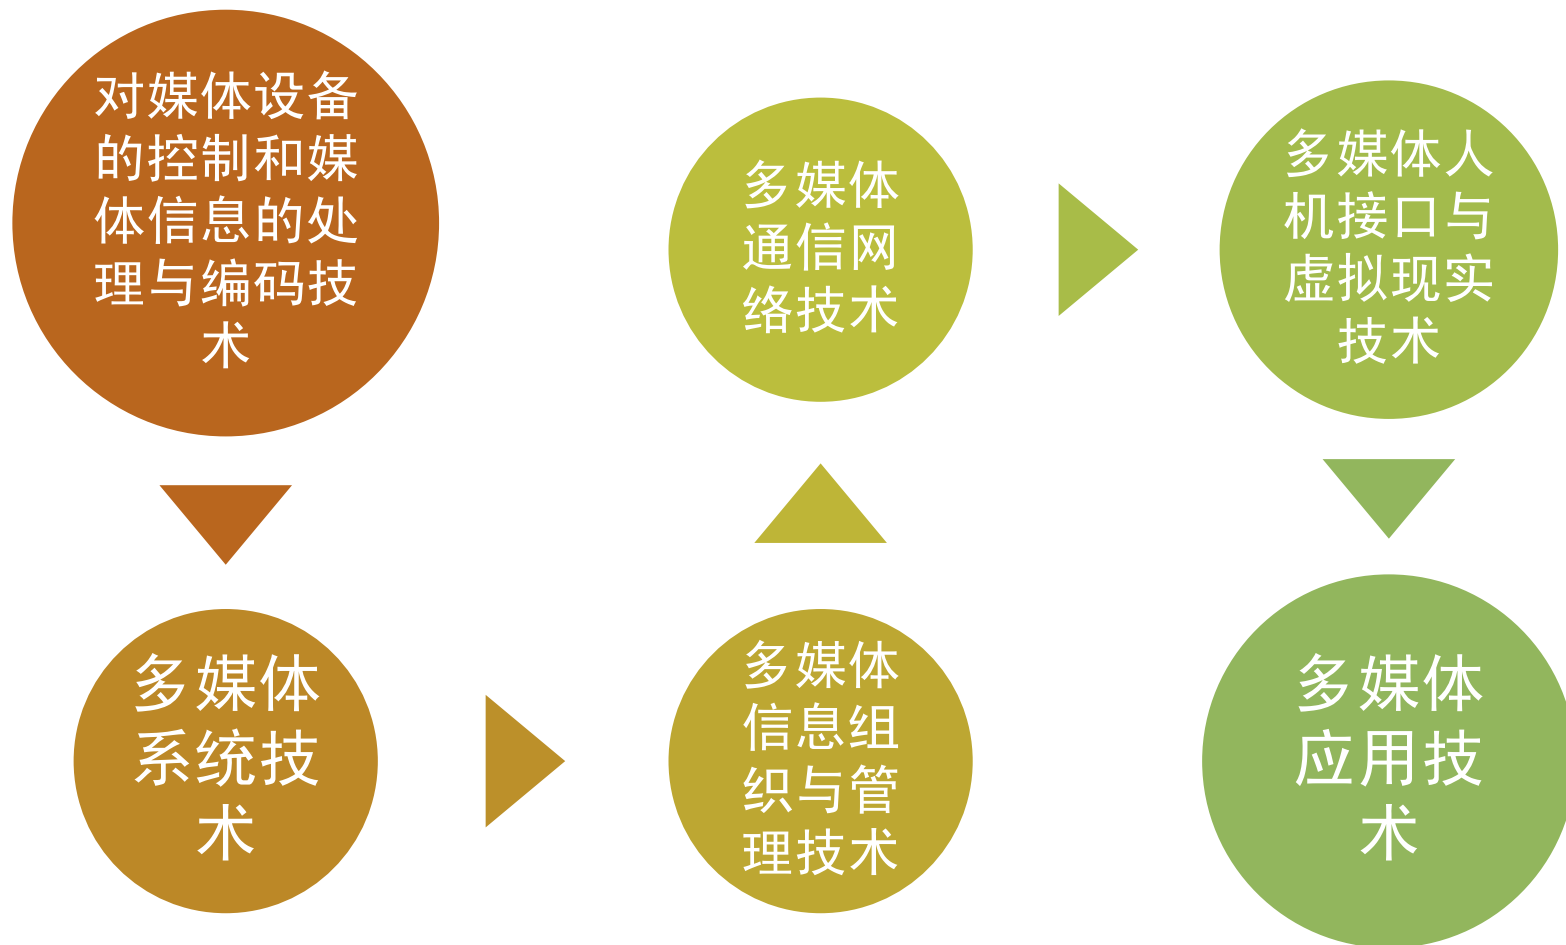 对媒体设备
的控制和媒
体信息的处
理与编码技
术
多媒体
系统技
术
多媒体
信息组
织与管
理技术
多媒体
通信网
络技术
多媒体人
机接口与
虚拟现实
技术
多媒体
应用技
术